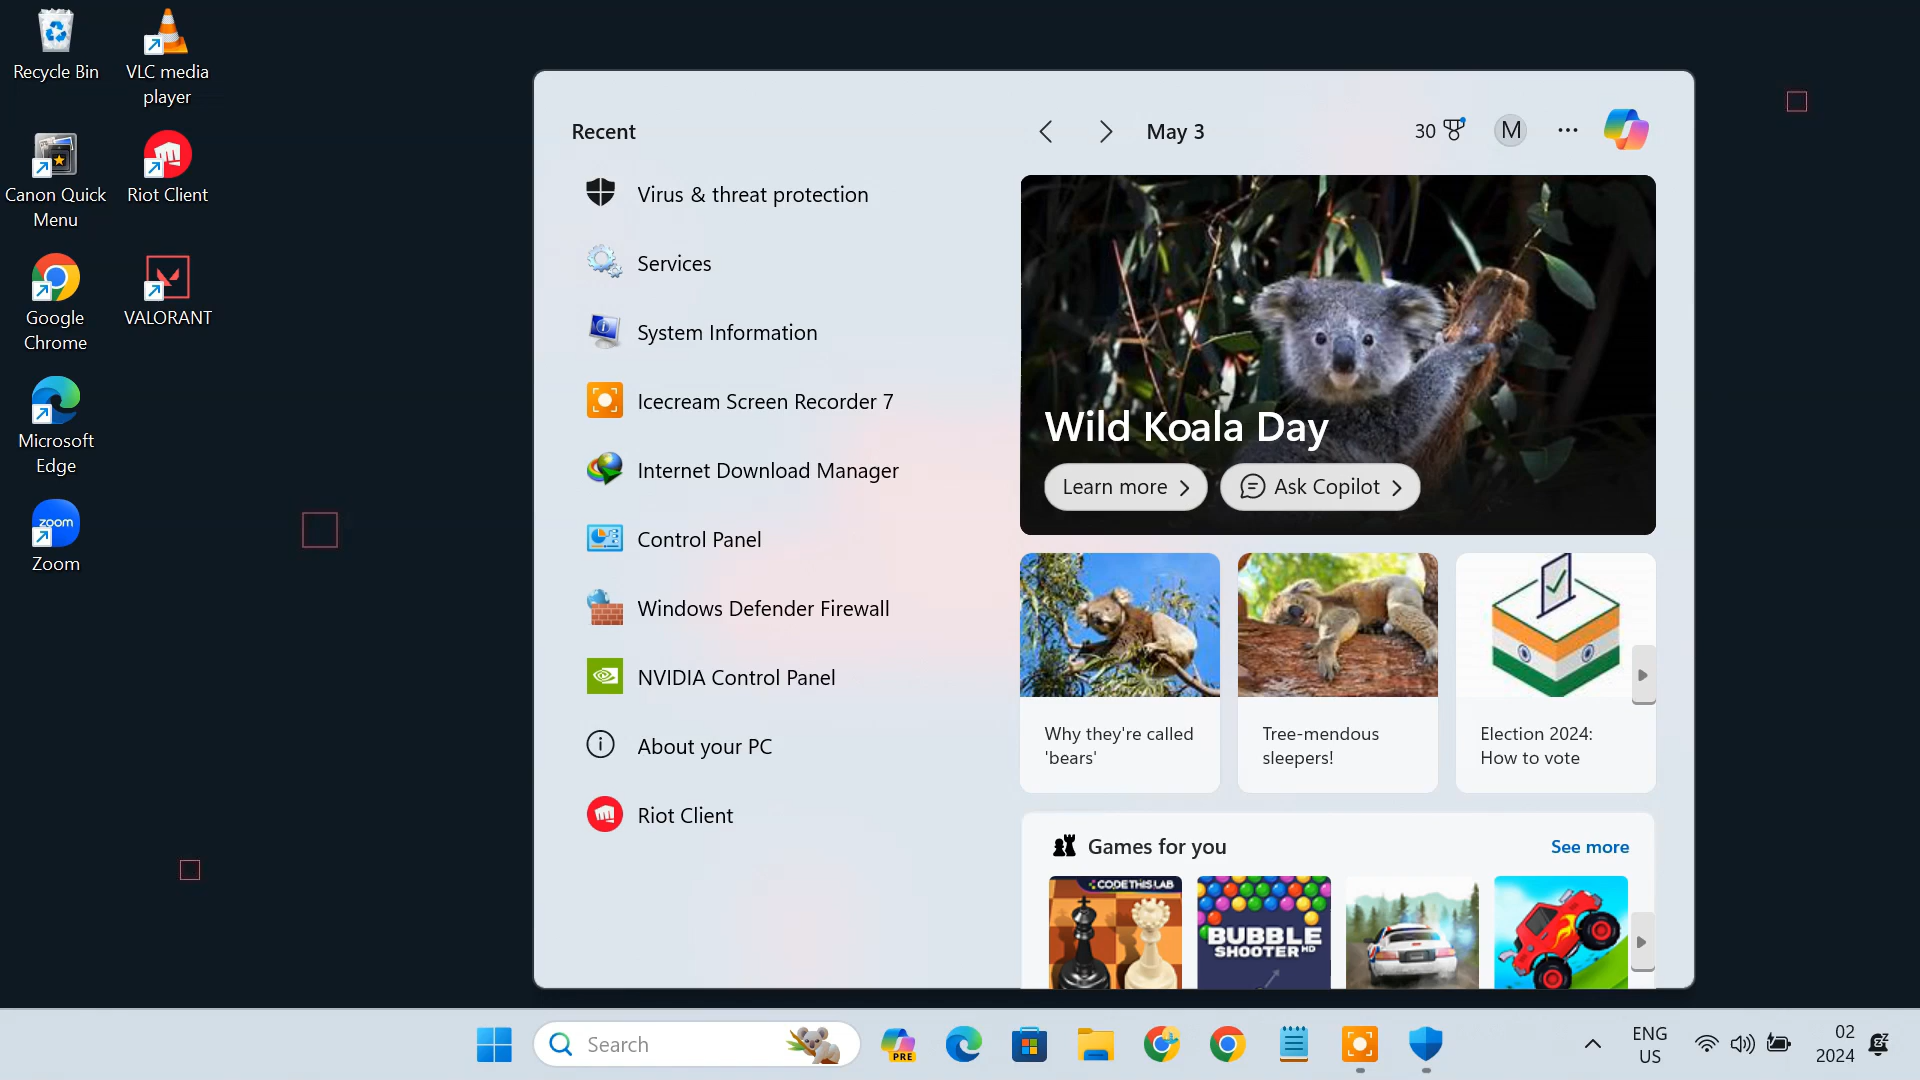 Recycle Bin
VLC media
player
Canon Quick
Menu
Riot Client
Google
Chrome
VALORANT
Microsoft
Edge
zoom
Zoom
Recent
Virus & threat protection
Services
System Information
Icecream Screen Recorder 7
Internet Download Manager
Control Panel
Windows Defender Firewall
NVIDIA Control Panel
About your PC
Riot Client
May 3
30
M
Wild Koala Day
Learn more
Ask Copilot
Why they're called
'bears'
Tree-mendous
sleepers!
Election 2024:
How to vote
Games for you
See more
CODETHISLAB
BUBBLE
SHOOTER HD
Search
PRE
ENG
US
02
2024